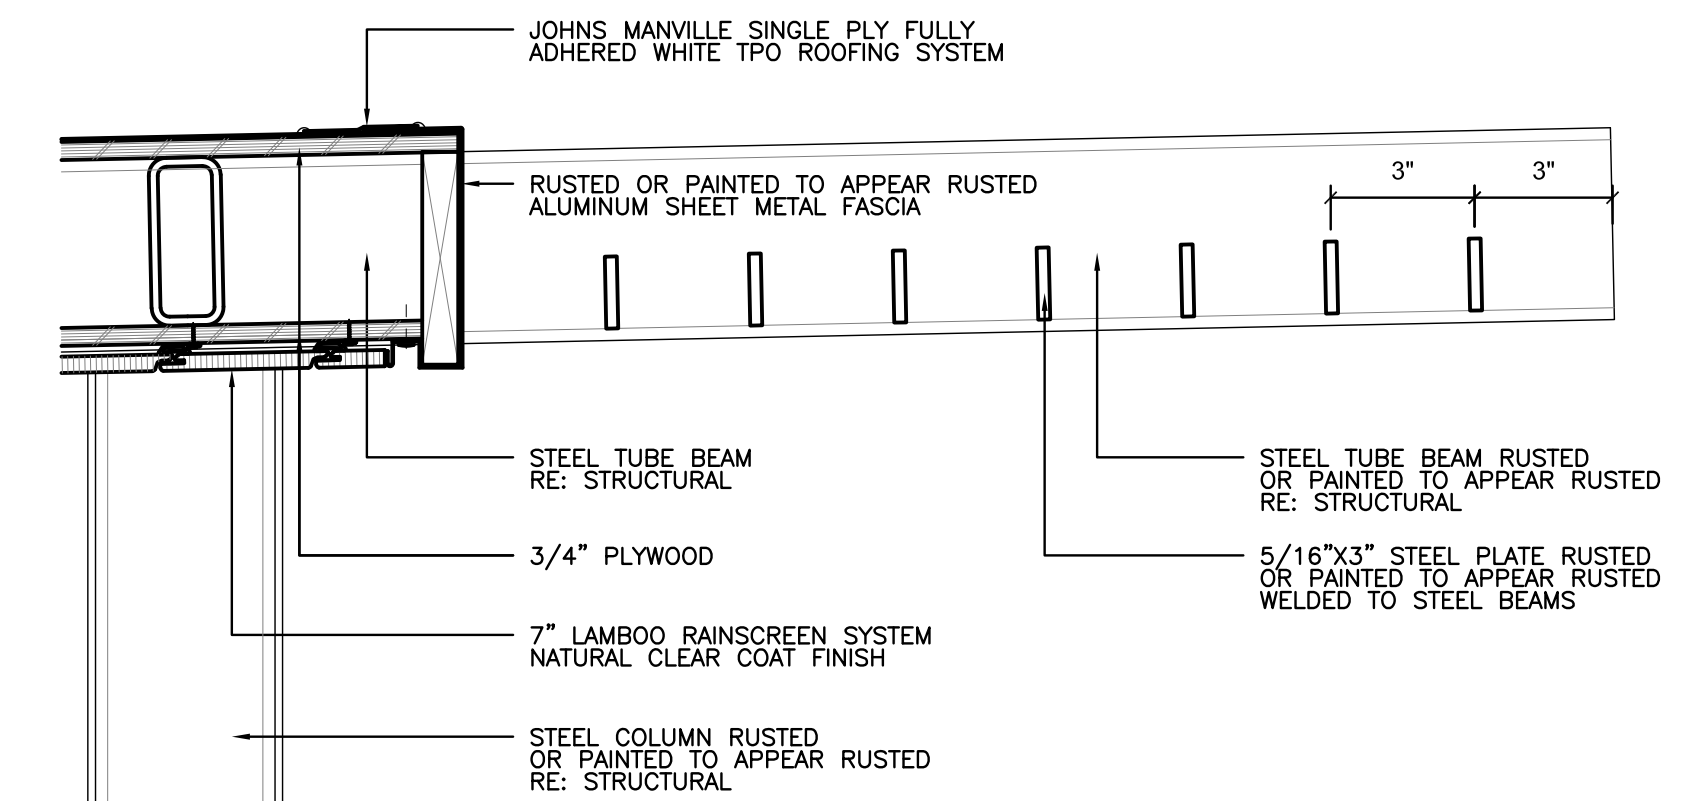 JOHNS MANVILLE SINGLE PLY FULLY
ADHERED WHITE TPO ROOFING SYSTEM
3" 3"
RUSTED OR PAINTED TO APPEAR RUSTED
ALUMINUM SHEET METAL FASCIA
STEEL TUBE BEAM
RE: STRUCTURAL
STEEL TUBE BEAM RUSTED
OR PAINTED TO APPEAR RUSTED
RE: STRUCTURAL
3/4” PLYWOOD
5/16”X3” STEEL PLATE RUSTED
OR PAINTED TO APPEAR RUSTED
WELDED TO STEEL BEAMS
7” LAMBOO RAINSCREEN SYSTEM
NATURAL CLEAR COAT FINISH
STEEL COLUMN RUSTED
OR PAINTED TO APPEAR RUSTED
RE: STRUCTURAL